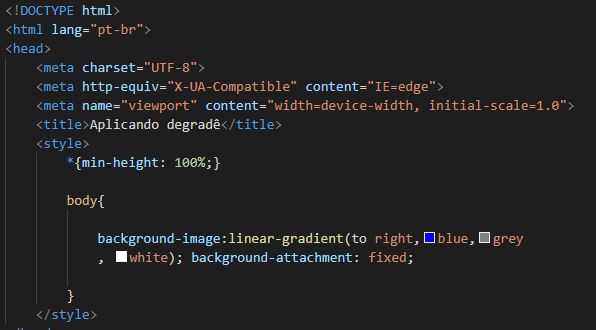 <!DOCTYPE html>
<html lang="pt-br">
<head>
<meta charset="UTF-8">
<meta http-equiv="X-UA-Compatible" content="IE=edge">
<meta name="viewport" content="width=device-width, initial-scale=1.0">
<title>Aplicando degradê</title>
<style>
*{min-height: 100%;}
body{
background-image:linear-gradient(to right,blue,grey
, white); background-attachment: fixed;
}
</style>